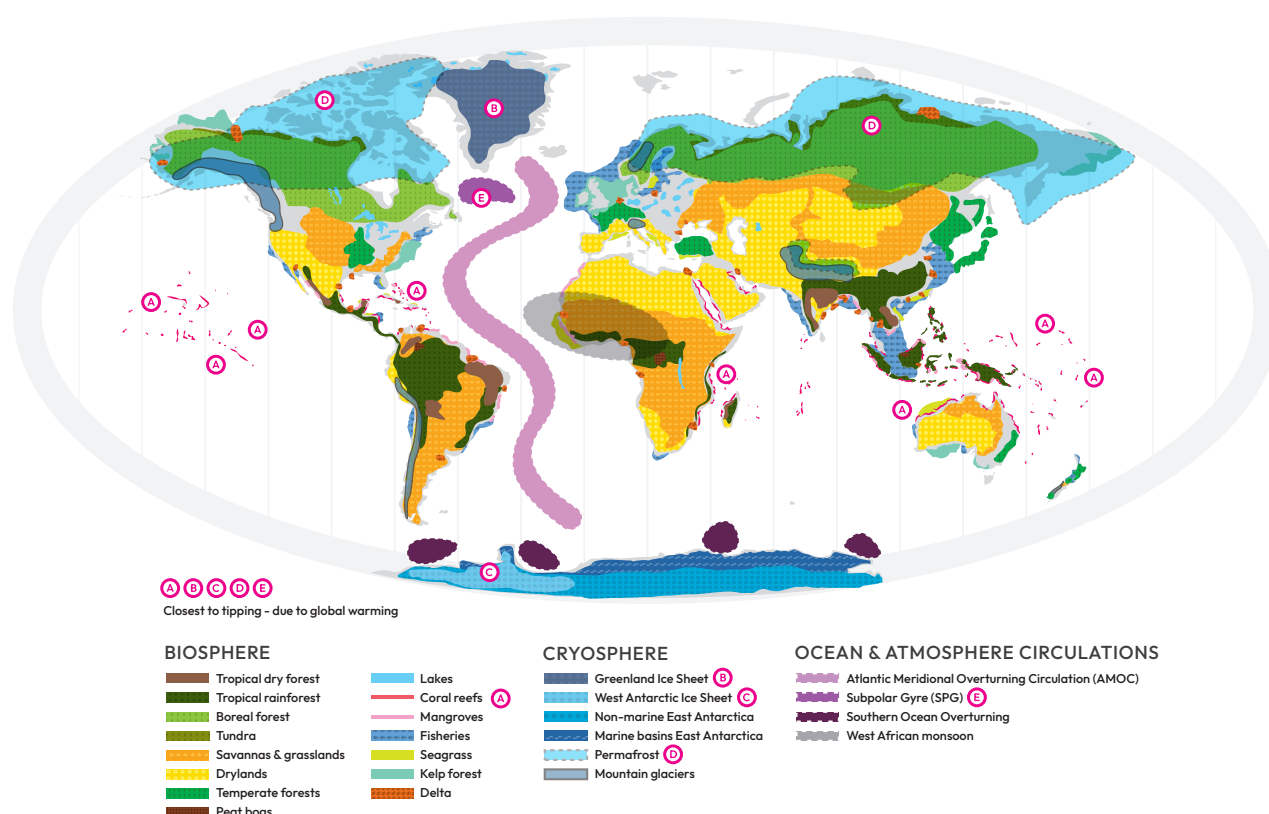 D
B
D
E
A
A
A
A
A
A
A
A
C
A B C D E
Closest to tipping - due to global warming
BIOSPHERE
Tropical dry forest
Tropical rainforest
Boreal forest
Tundra
Savannas & grasslands
Drylands
Temperate forests
Peat bogs
Lakes
Coral reefs A
Mangroves
Fisheries
Seagrass
Kelp forest
Delta
CRYOSPHERE
Greenland Ice Sheet B
West Antarctic Ice Sheet C
Non-marine East Antarctica
Marine basins East Antarctica
Permafrost D
Mountain glaciers
OCEAN & ATMOSPHERE CIRCULATIONS
Atlantic Meridional Overturning Circulation (AMOC)
Subpolar Gyre (SPG) E
Southern Ocean Overturning
West African monsoon